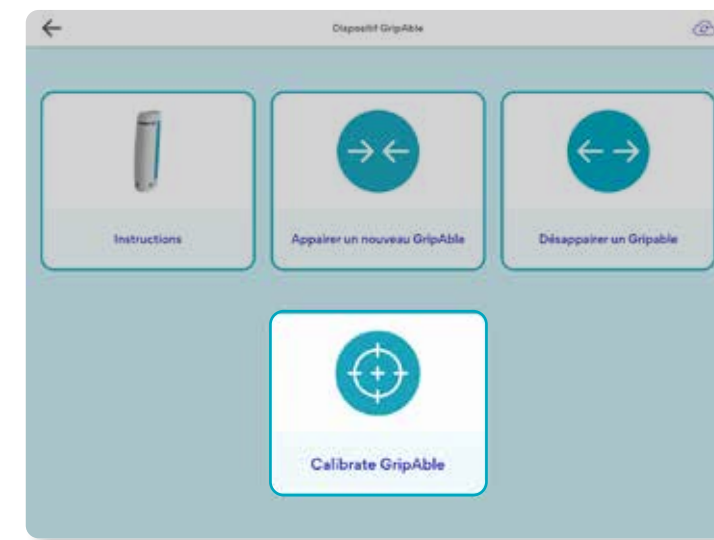 Dispositif GripAble
Instructions
Appairer un nouveau GripAble
Désappairer un Gripable
Calibrate GripAble